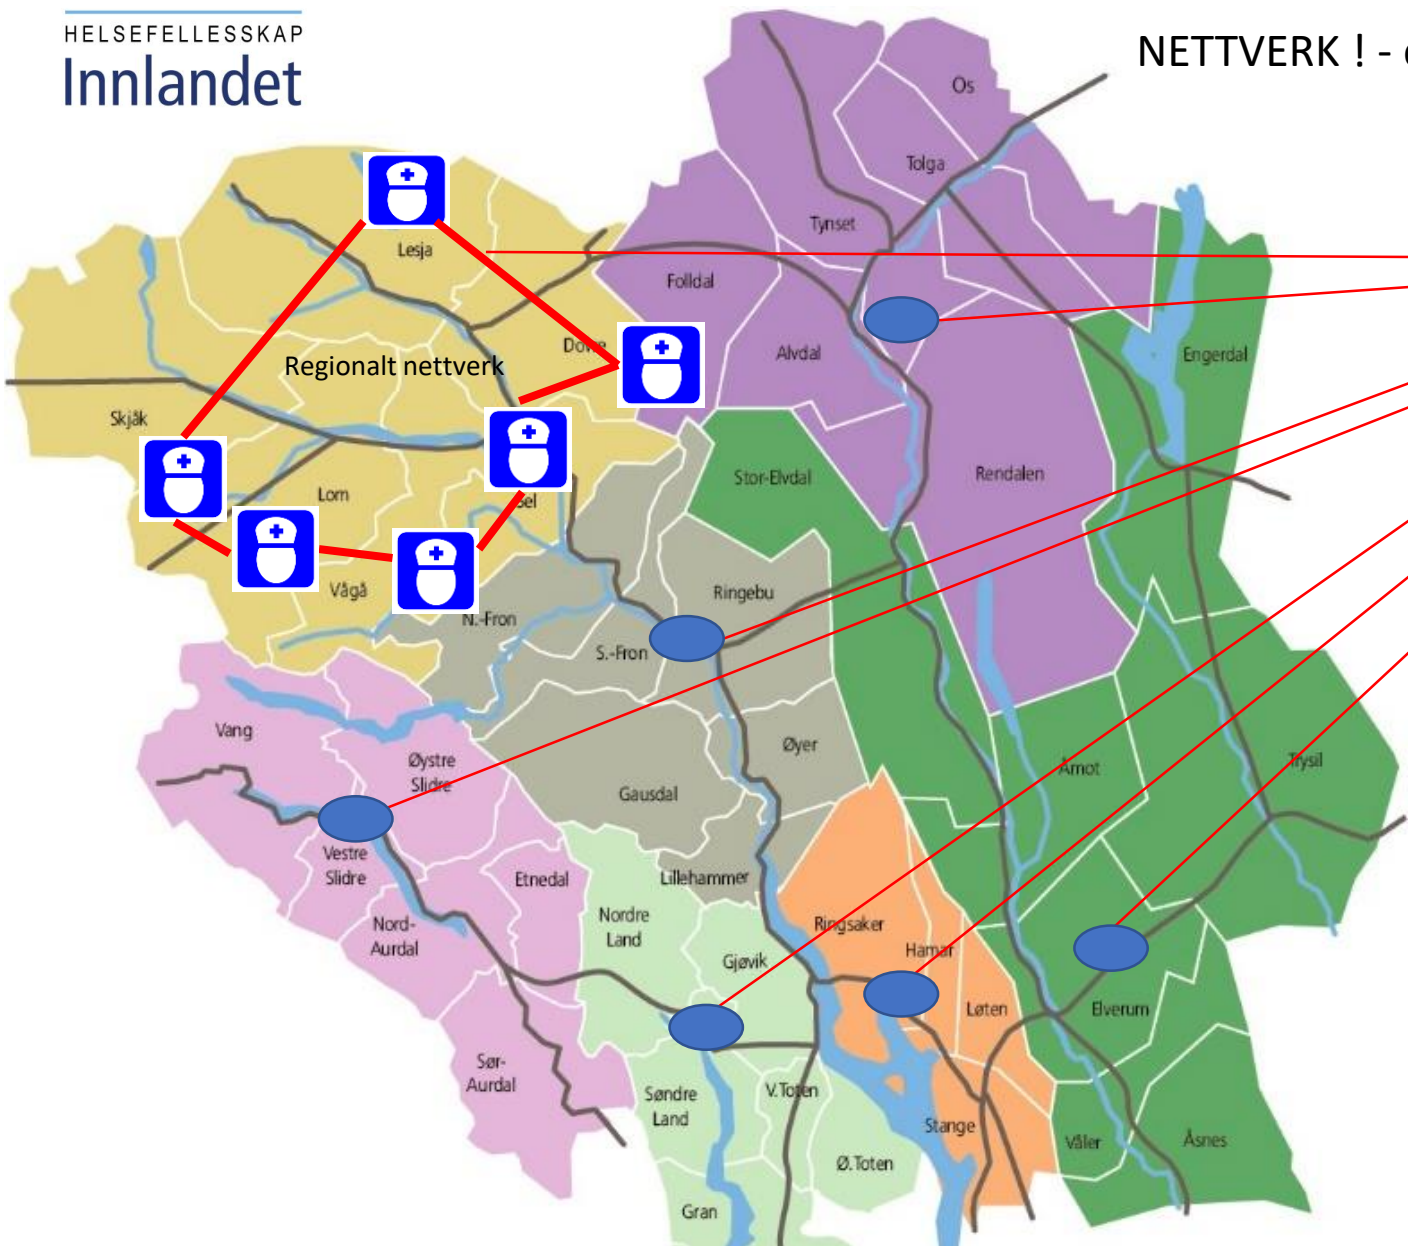 HELSEFELLESSKAP
Innlandet
NETTVERK ! -
Os
Tolga
Tynset
Lesja
Folldal
Dovre
Alvdal
Engerdal
Regionalt nettverk
Skjåk
Lom
Sel
Stor-Elvdal
Rendalen
Vågå
N.-Fron
Ringebu
S.-Fron
Vang
Øystre
Slidre
Øyer
Gausdal
Åmot
Trysil
Vestre
Slidre
Etnedal
Lillehammer
Nord-
Aurdal
Nordre
Land
Gjøvik
Ringsaker
Hamar
Løten
Elverum
Sør-
Aurdal
Søndre
Land
V.Toten
Ø.Toten
Stange
Våler
Åsnes
Gran